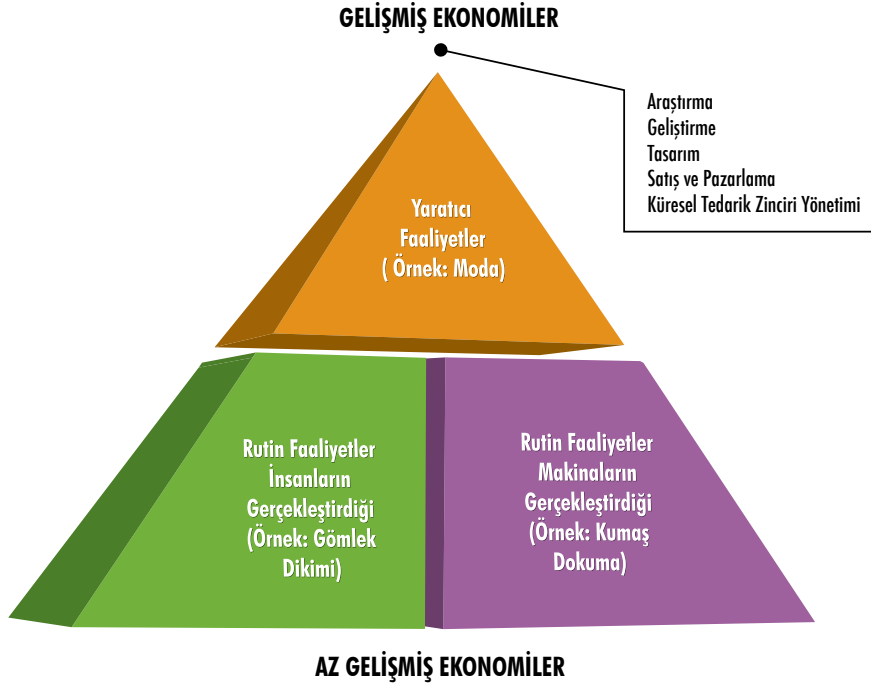 GELİŞMİŞ EKONOMİLER
Araştırma
Geliştirme
Tasarım
Satış ve Pazarlama
Küresel Tedarik Zinciri Yönetimi
Yaratıcı
Faaliyetler
( Örnek: Moda)
Rutin Faaliyetler
İnsanların
Gerçekleştirdiği
(Örnek: Gömlek
Dikimi)
Rutin Faaliyetler
Makinaların
Gerçekleştirdiği
(Örnek: Kumaş
Dokuma)
AZ GELİŞMİŞ EKONOMİLER